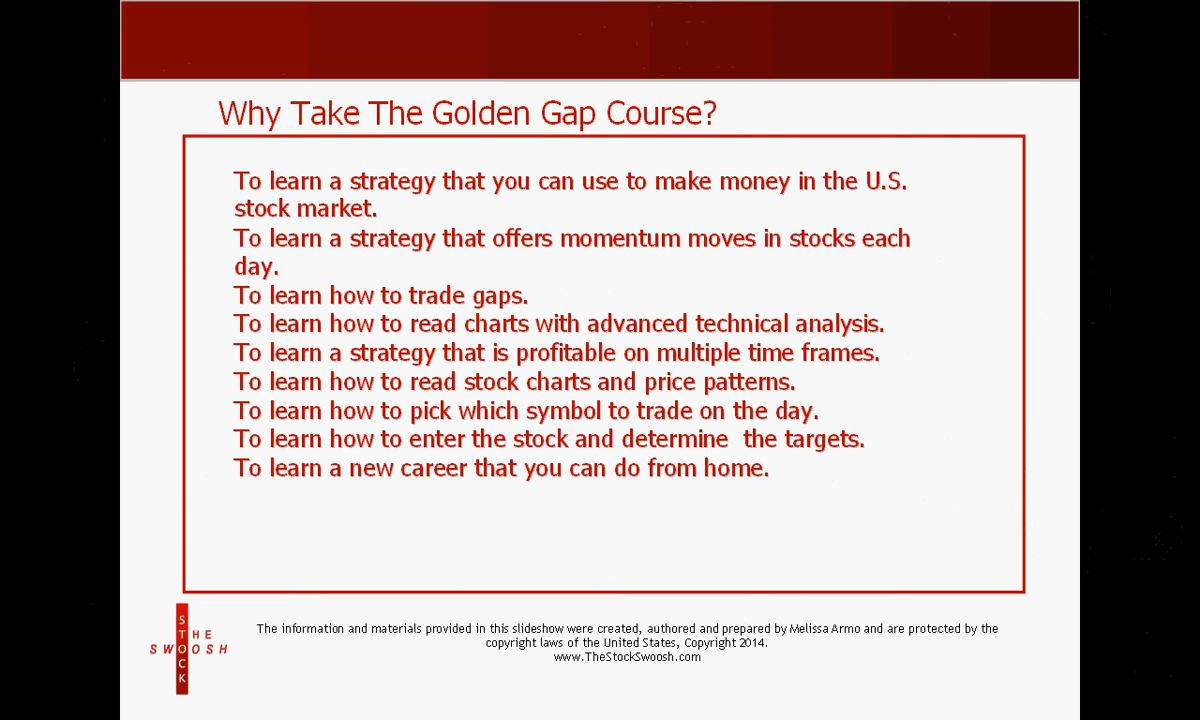 Why Take The Golden Gap Course?
To learn a strategy that you can use to make money in the U.S.
stock market.
To learn a strategy that offers momentum moves in stocks each
day.
To learn how to trade gaps.
To learn how to read charts with advanced technical analysis.
To learn a strategy that is profitable on multiple time frames.
To learn how to read stock charts and price patterns.
To learn how to pick which symbol to trade on the day.
To learn how to enter the stock and determine  the targets.
To learn a new career that you can do from home.
THE
STOCK
SWOOSH
The information and materials provided in this slideshow were created, authored and prepared by Melissa Armo and are protected by the
copyright laws of the United States, Copyright 2014.
www.TheStockSwoosh.com